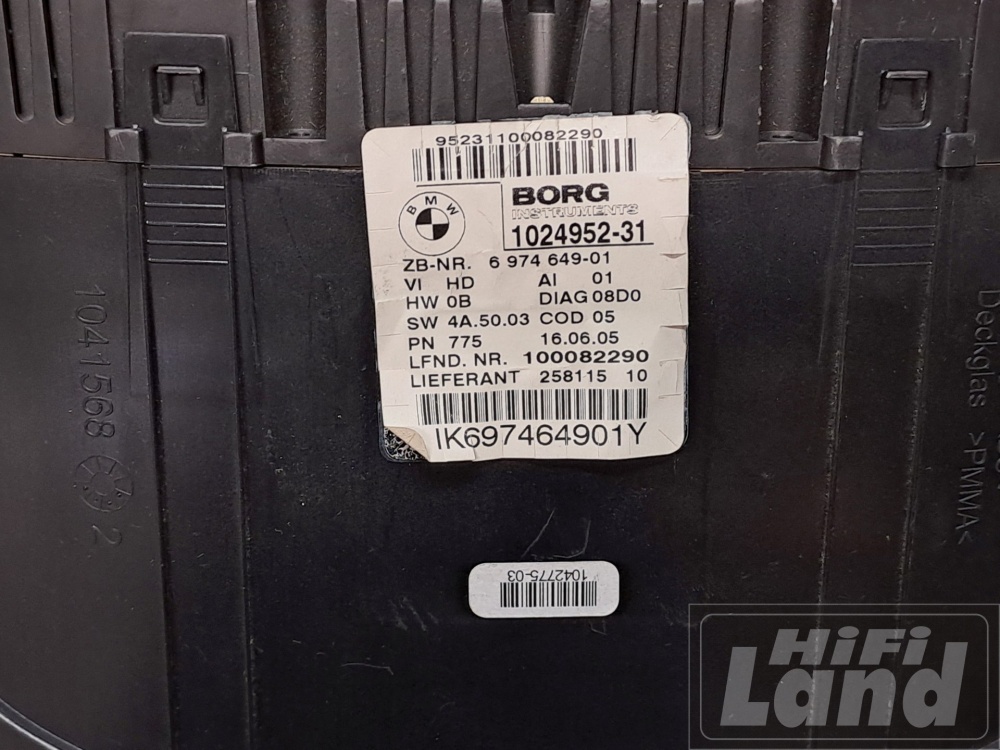 95231100082290
BMW
BORG
INSTRUMENTS
1024952-31
ZB-NR. 6 974 649-01
VI HD AI 01
HW 0B DIAG 08D0
SW 4A.50.03 COD 05
PN 775 16.06.05
LFND. NR. 100082290
LIEFERANT 258115 10
IK697464901Y
1041568 2
Deckglas >PMMA<
1042775-03
HiFi
Land